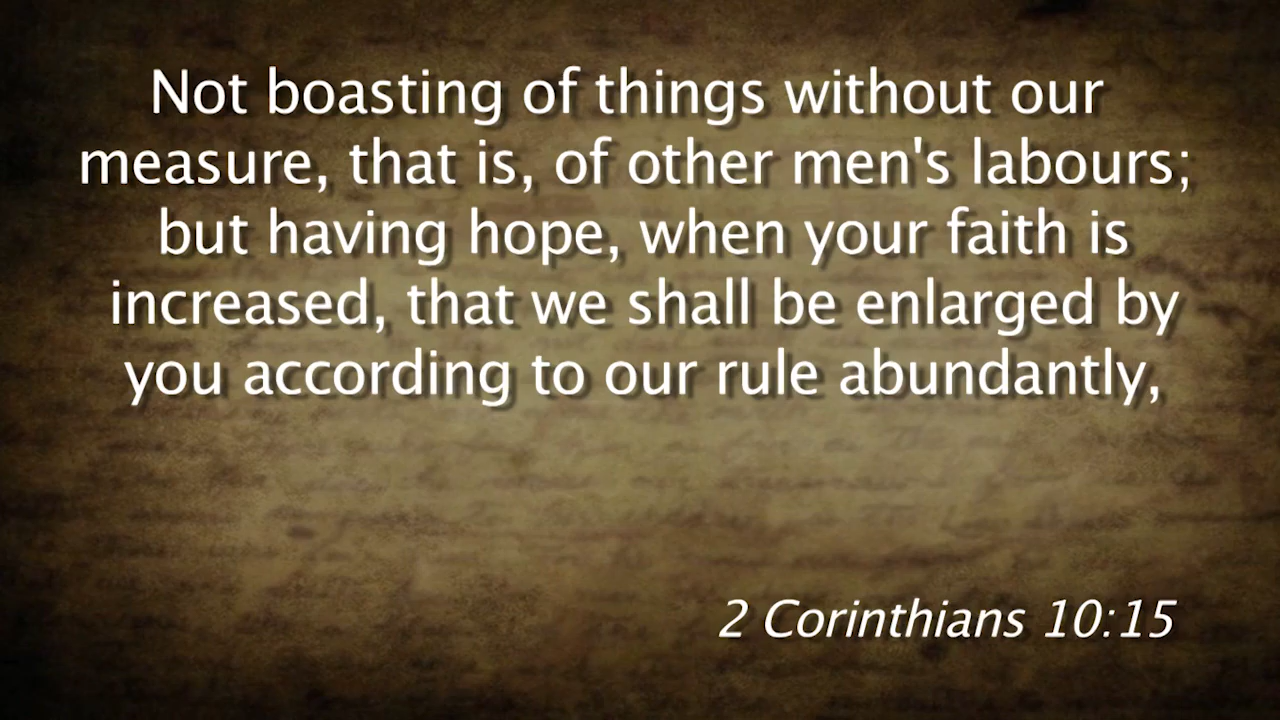 Not boasting of things without our
measure, that is, of other men's labours;
but having hope, when your faith is
increased, that we shall be enlarged by
you according to our rule abundantly,
2 Corinthians 10:15